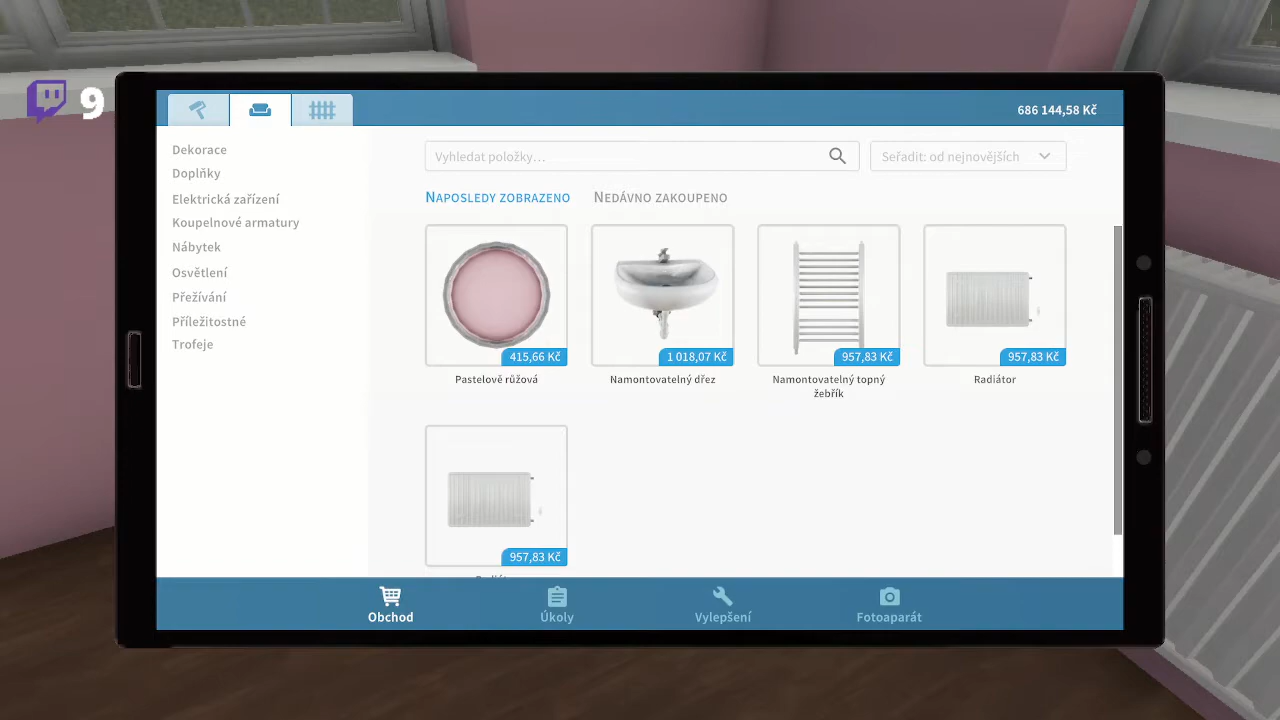 9
686 144,58 Kč
Dekorace
Doplňky
Elektrická zařízení
Koupelnové armatury
Nábytek
Osvětlení
Přežívání
Příležitostné
Trofeje
Vyhledat položky...
Seřadit: od nejnovějších
NAPOSLEDY ZOBRAZENO
NEDÁVNO ZAKOUPENO
415,66 Kč
Pastelově růžová
1 018,07 Kč
Namontovatelný dřez
957,83 Kč
Namontovatelný topný
žebřík
957,83 Kč
Radiátor
957,83 Kč
Obchod
Úkoly
Vylepšení
Fotoaparát